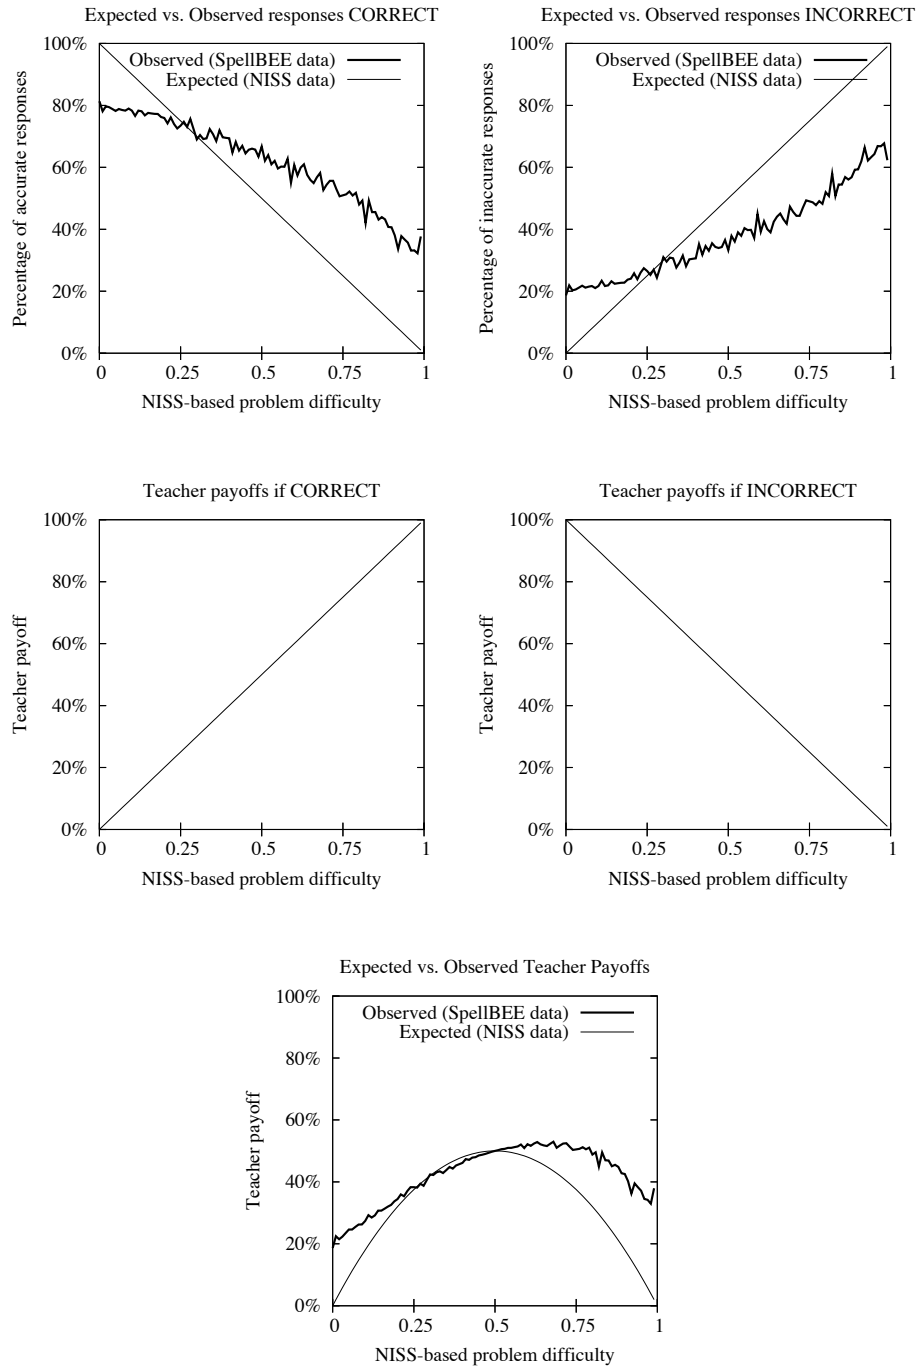 Expected vs. Observed responses CORRECT
100%
80%
60%
40%
20%
0%
0 0.25 0.5 0.75 1
Percentage of accurate responses
NISS-based problem difficulty
Observed (SpellBEE data)
Expected (NISS data)
Expected vs. Observed responses INCORRECT
100%
80%
60%
40%
20%
0%
0 0.25 0.5 0.75 1
Percentage of inaccurate responses
NISS-based problem difficulty
Observed (SpellBEE data)
Expected (NISS data)
Teacher payoffs if CORRECT
100%
80%
60%
40%
20%
0%
0 0.25 0.5 0.75 1
Teacher payoff
NISS-based problem difficulty
Teacher payoffs if INCORRECT
100%
80%
60%
40%
20%
0%
0 0.25 0.5 0.75 1
Teacher payoff
NISS-based problem difficulty
Expected vs. Observed Teacher Payoffs
100%
80%
60%
40%
20%
0%
0 0.25 0.5 0.75 1
Teacher payoff
NISS-based problem difficulty
Observed (SpellBEE data)
Expected (NISS data)